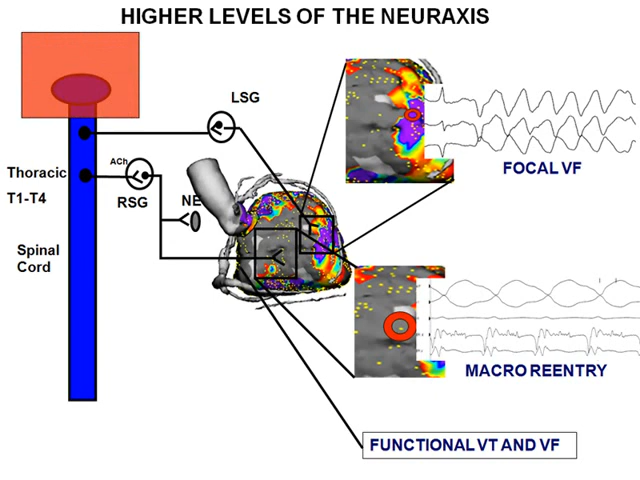 HIGHER LEVELS OF THE NEURAXIS
LSG
ACh
Thoracic
T1-T4
RSG
NE
Spinal
Cord
FOCAL VF
MACRO REENTRY
FUNCTIONAL VT AND VF